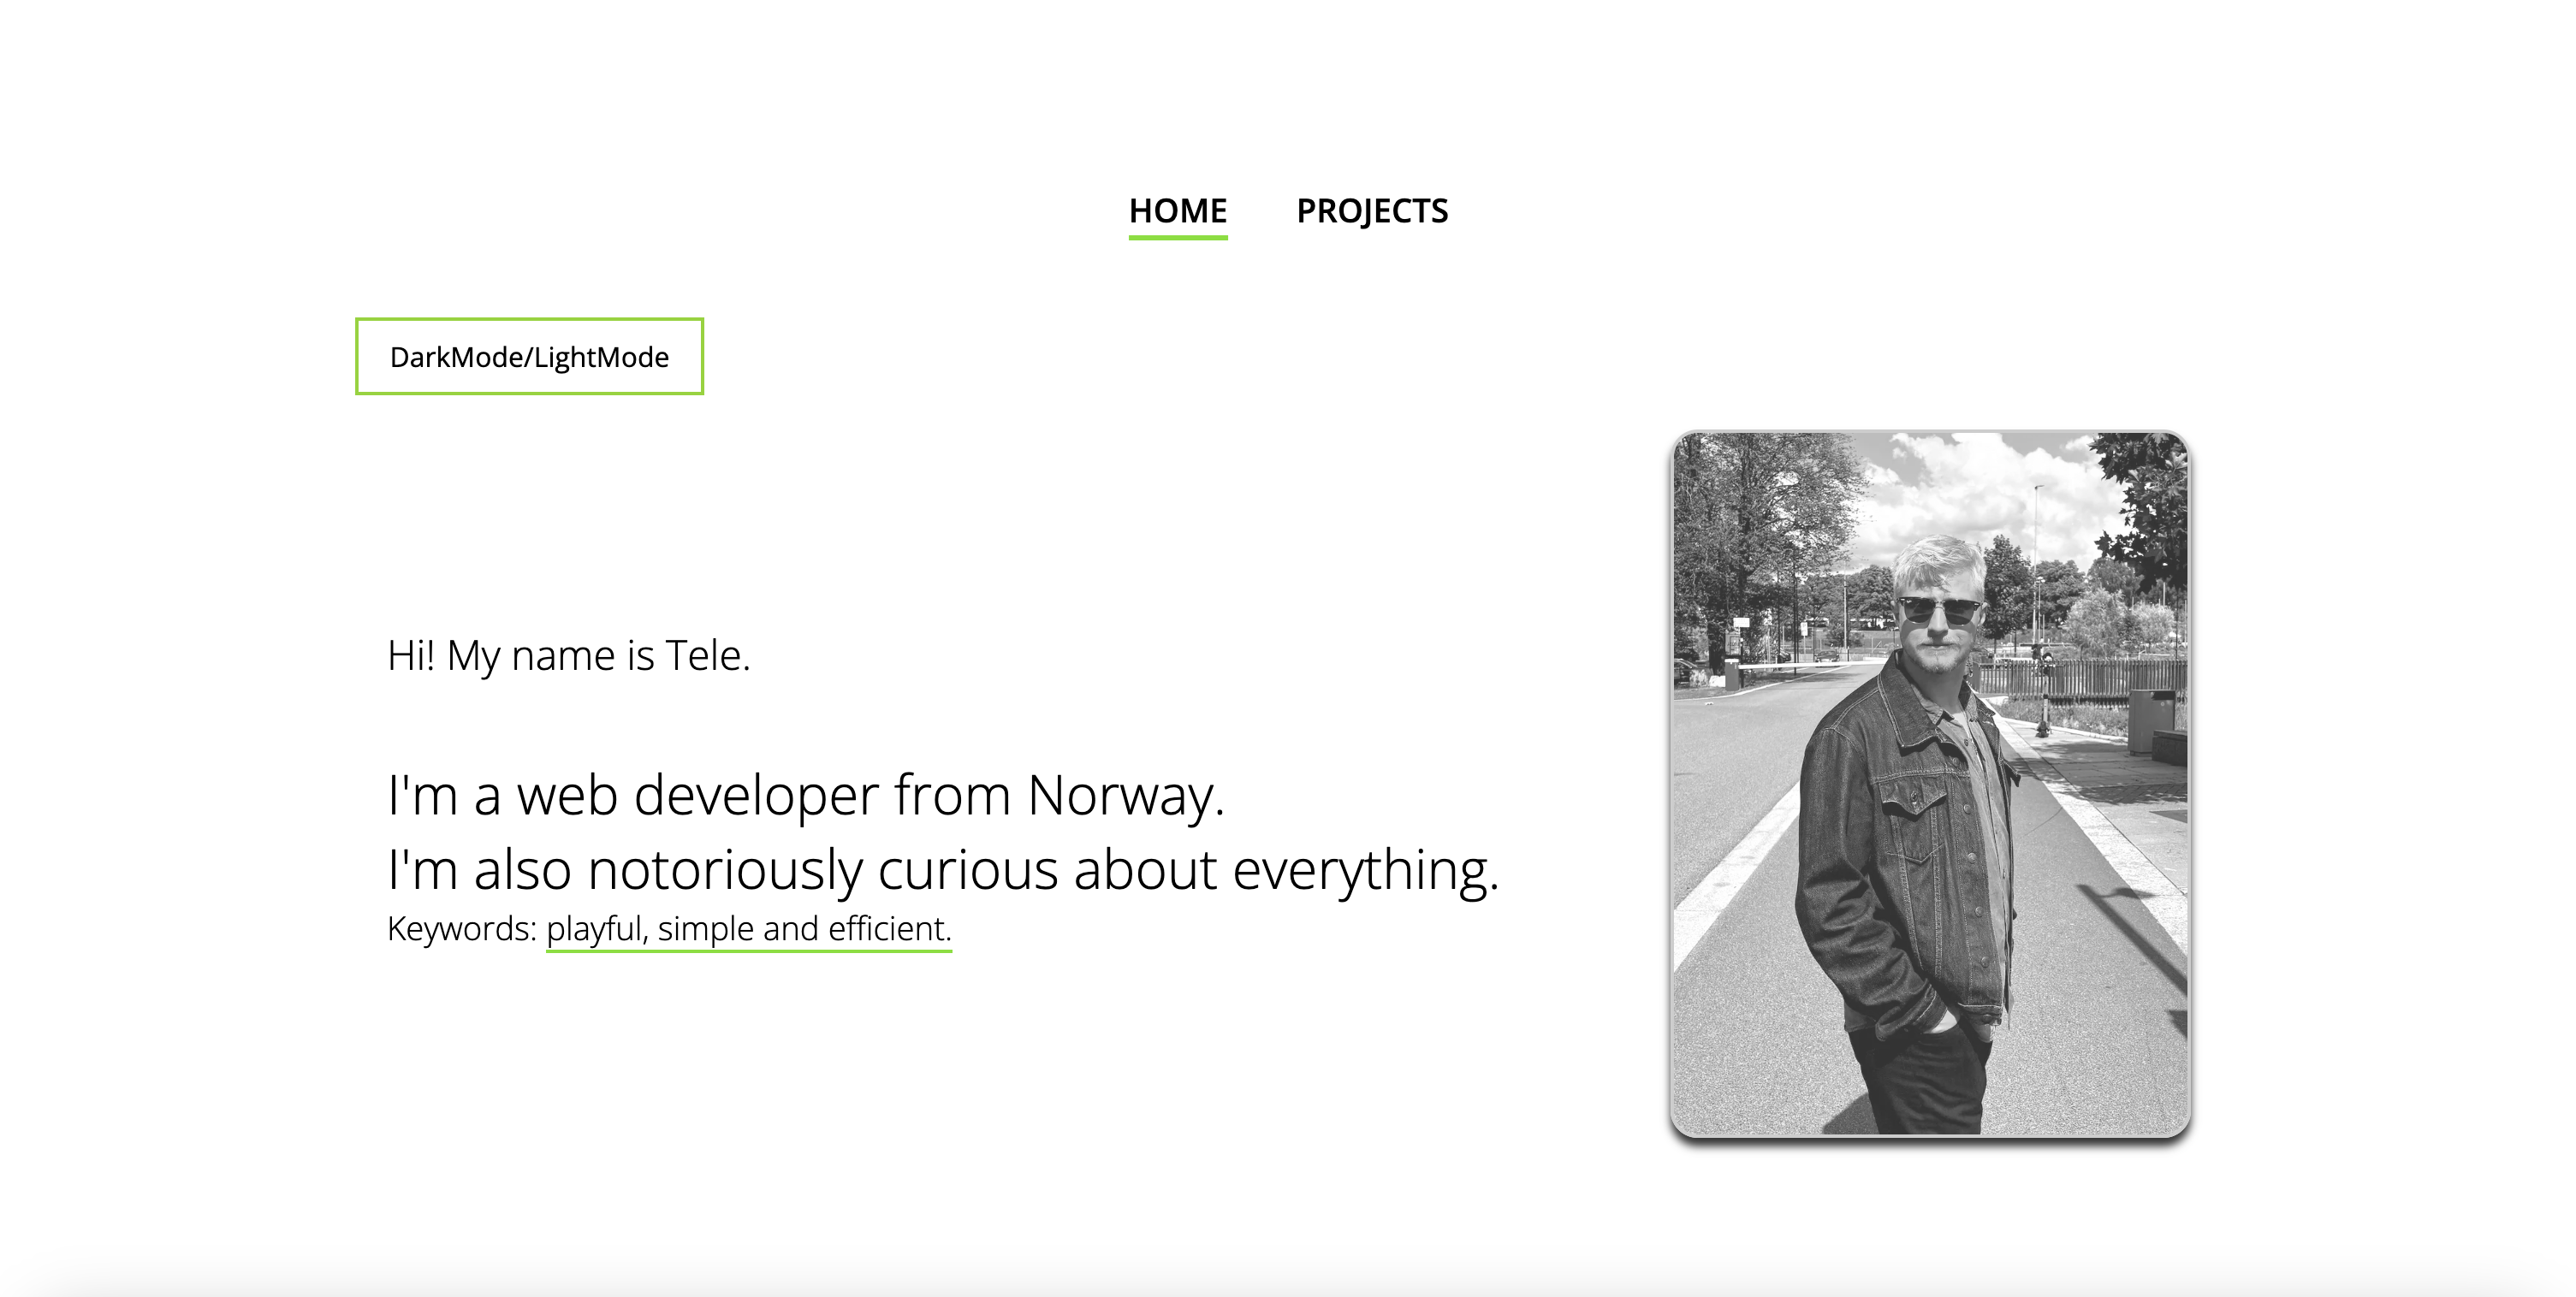 HOME PROJECTS
DarkMode/LightMode
Hi! My name is Tele.
I'm a web developer from Norway.
I'm also notoriously curious about everything.
Keywords: playful, simple and efficient.